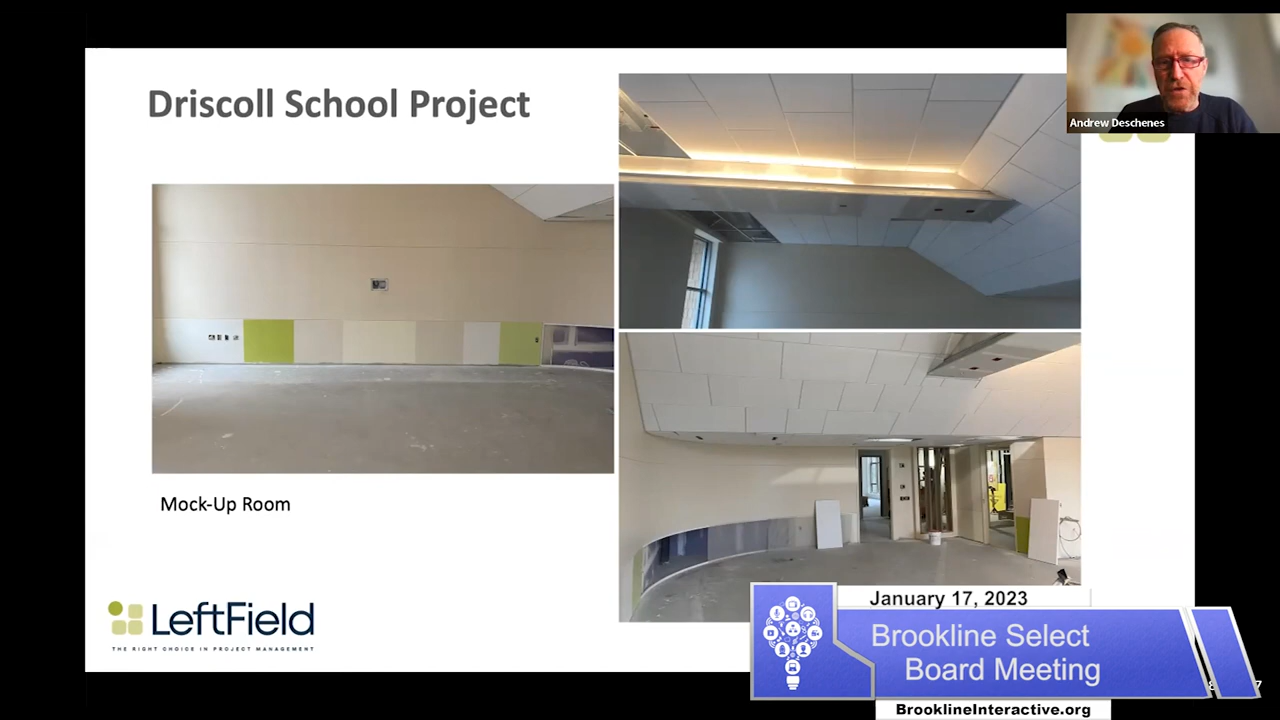 Driscoll School Project
Andrew Deschenes
Mock-Up Room
LeftField
THE RIGHT CHOICE IN PROJECT MANAGEMENT
January 17, 2023
Brookline Select
Board Meeting
BrooklineInteractive.org